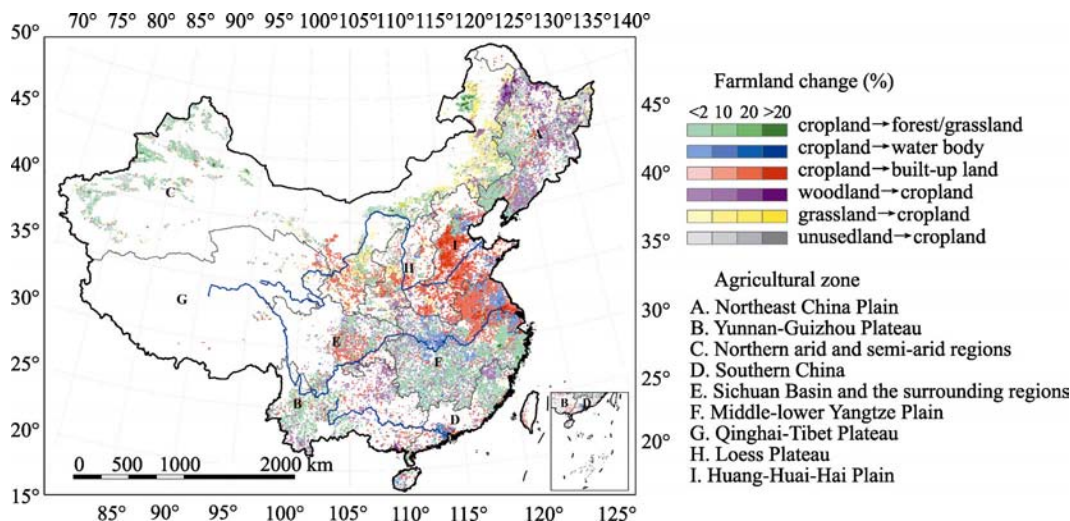 70° 80° 85° 90° 95° 100°105°110°115°120°125°130°135°140°
50°
45°
40°
35°
30°
25°
20°
15°
45°
40°
35°
30°
25°
20°
85° 90° 95° 100° 105° 110° 115° 120° 125°
A
C
I
H
G
E
F
B
D
B D
0 500 1000 2000 km
Farmland change (%)
<2 10 20 >20
cropland→forest/grassland
cropland→water body
cropland→built-up land
woodland→cropland
grassland→cropland
unusedland→cropland
Agricultural zone
A. Northeast China Plain
B. Yunnan-Guizhou Plateau
C. Northern arid and semi-arid regions
D. Southern China
E. Sichuan Basin and the surrounding regions
F. Middle-lower Yangtze Plain
G. Qinghai-Tibet Plateau
H. Loess Plateau
I. Huang-Huai-Hai Plain